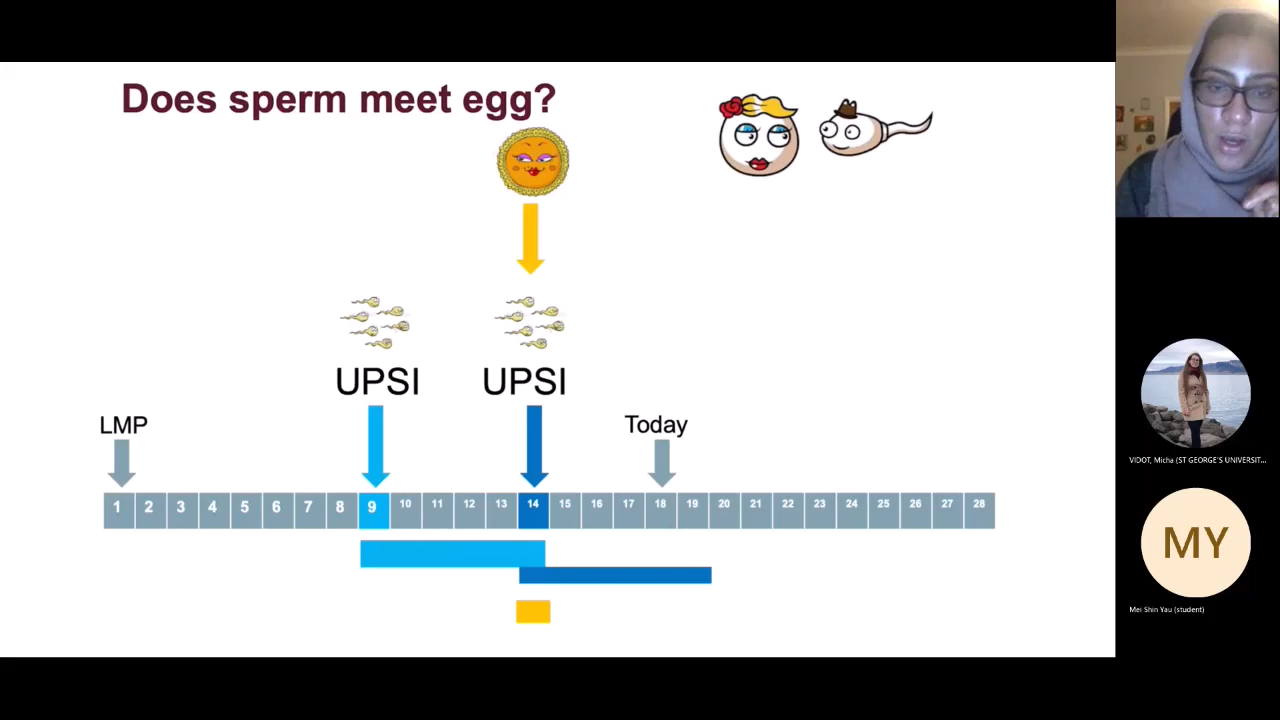 Does sperm meet egg?
UPSI UPSI
LMP
Today
1 2 3 4 5 6 7 8 9 10 11 12 13 14 15 16 17 18 19 20 21 22 23 24 25 26 27 28
VIDOT, Micha (ST GEORGE'S UNIVERSIT...
MY
Mei Shin Yau (student)